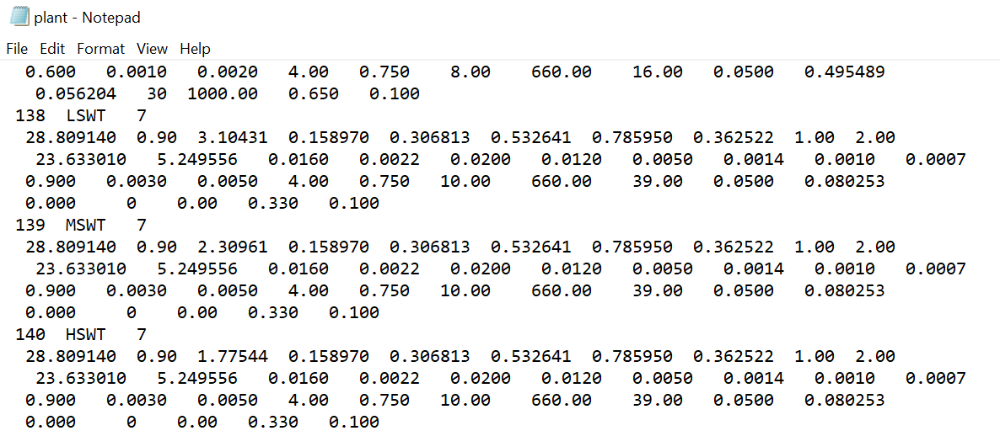 plant - Notepad
File Edit Format View Help
0.600 0.0010 0.0020 4.00 0.750 8.00 660.00 16.00 0.0500 0.495489
0.056204 30 1000.00 0.650 0.100
138 LSWT 7
28.809140 0.90 3.10431 0.158970 0.306813 0.532641 0.785950 0.362522 1.00 2.00
23.633010 5.249556 0.0160 0.0022 0.0200 0.0120 0.0050 0.0014 0.0010 0.0007
0.900 0.0030 0.0050 4.00 0.750 10.00 660.00 39.00 0.0500 0.080253
0.000 0 0.00 0.330 0.100
139 MSWT 7
28.809140 0.90 2.30961 0.158970 0.306813 0.532641 0.785950 0.362522 1.00 2.00
23.633010 5.249556 0.0160 0.0022 0.0200 0.0120 0.0050 0.0014 0.0010 0.0007
0.900 0.0030 0.0050 4.00 0.750 10.00 660.00 39.00 0.0500 0.080253
0.000 0 0.00 0.330 0.100
140 HSWT 7
28.809140 0.90 1.77544 0.158970 0.306813 0.532641 0.785950 0.362522 1.00 2.00
23.633010 5.249556 0.0160 0.0022 0.0200 0.0120 0.0050 0.0014 0.0010 0.0007
0.900 0.0030 0.0050 4.00 0.750 10.00 660.00 39.00 0.0500 0.080253
0.000 0 0.00 0.330 0.100